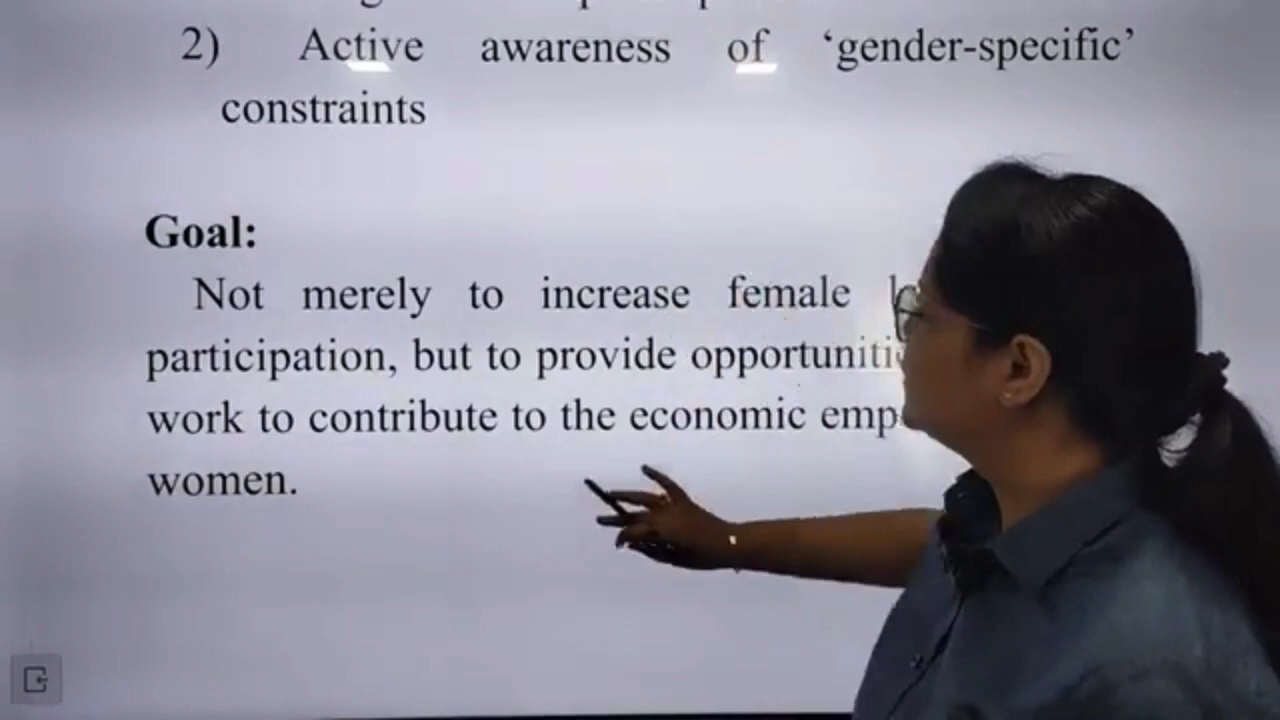 2) Active awareness of ‘gender-specific’
constraints
Goal:
Not merely to increase female
participation, but to provide
work to contribute to the economic
women.